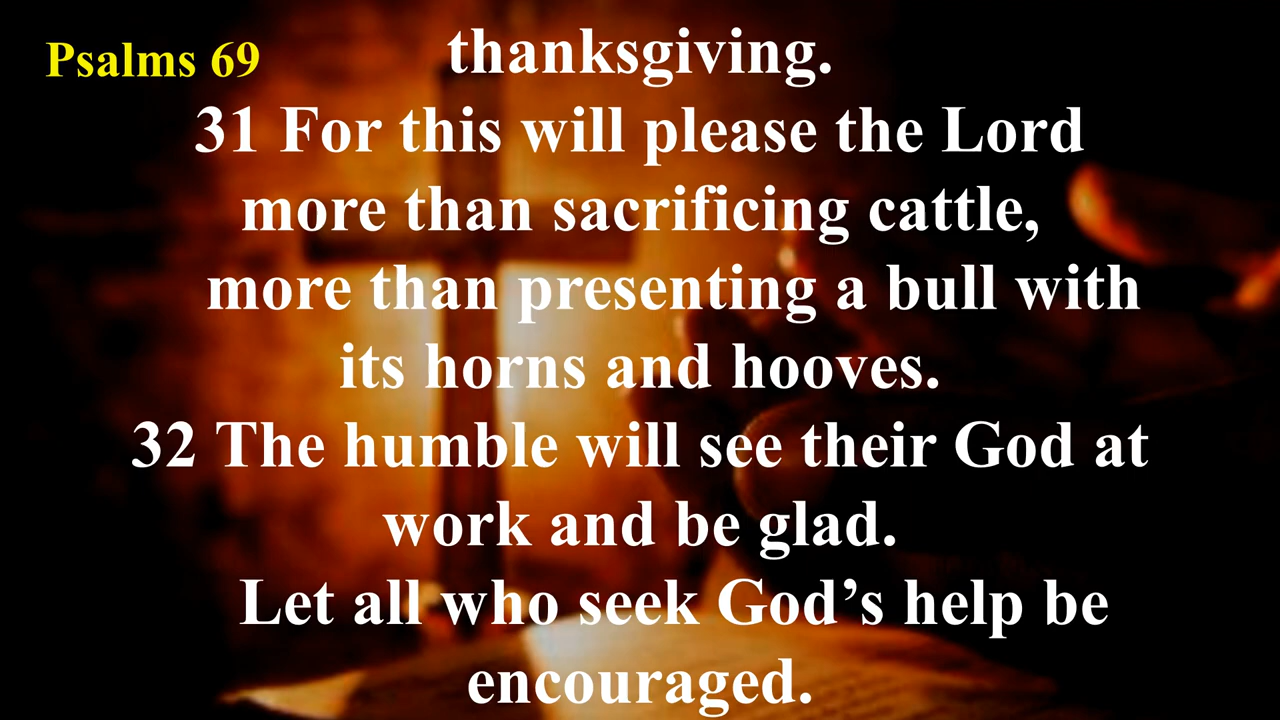 Psalms 69
thanksgiving.
31 For this will please the Lord
more than sacrificing cattle,
more than presenting a bull with
its horns and hooves.
32 The humble will see their God at
work and be glad.
Let all who seek God’s help be
encouraged.